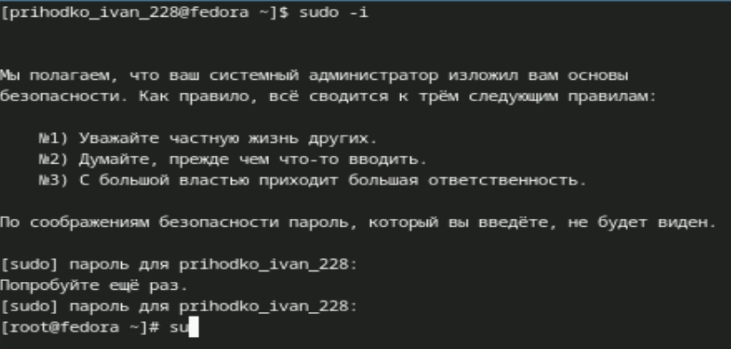 [prihodko_ivan_228@fedora ~]$ sudo -i
Мы полагаем, что ваш системный администратор изложил вам основы
безопасности. Как правило, всё сводится к трём следующим правилам:
№1) Уважайте частную жизнь других.
№2) Думайте, прежде чем что-то вводить.
№3) С большой властью приходит большая ответственность.
По соображениям безопасности пароль, который вы введёте, не будет виден.
[sudo] пароль для prihodko_ivan_228:
Попробуйте ещё раз.
[sudo] пароль для prihodko_ivan_228:
[root@fedora ~]# su